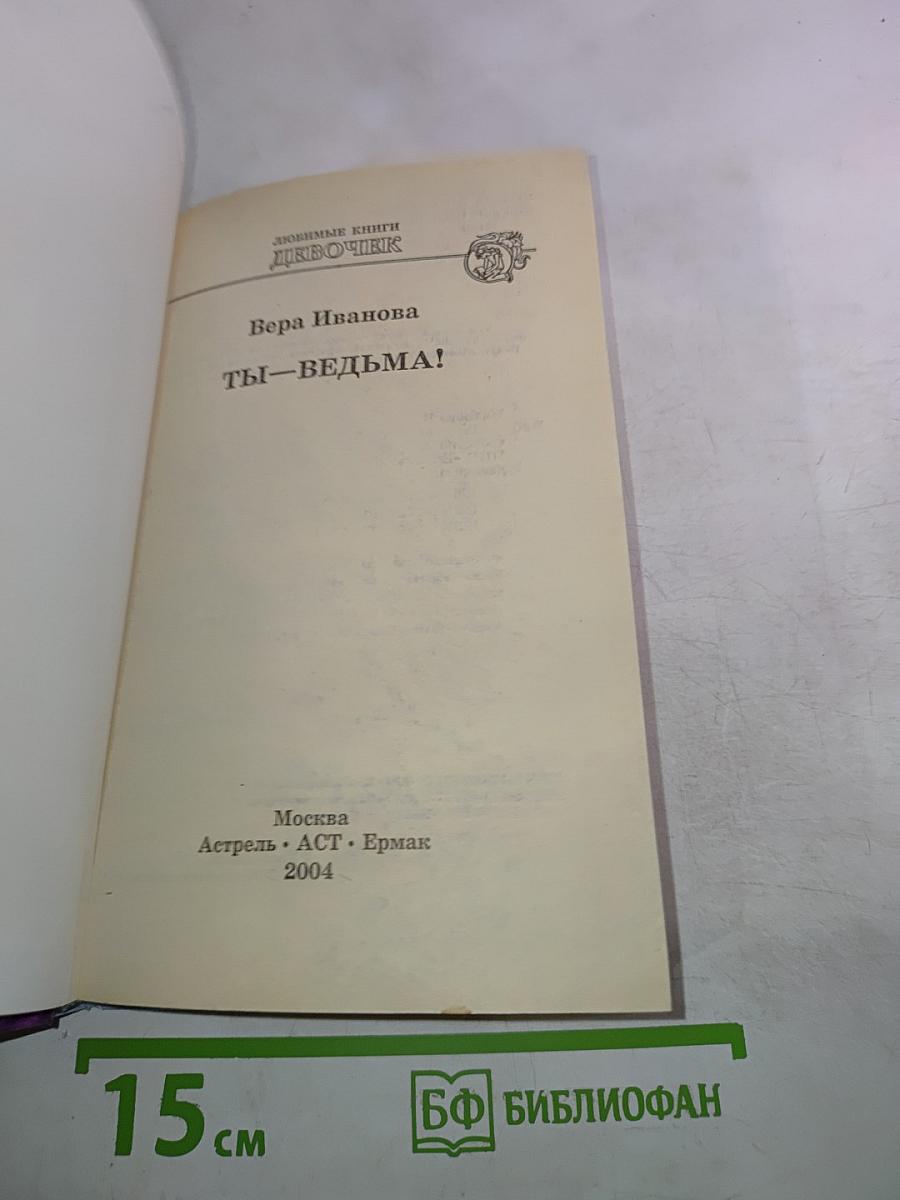 ЛЮБИМЫЕ КНИГИ
ДЕВОЧЕК
Вера Иванова
ТЫ—ВЕДЬМА!
Москва
Астрель • АСТ • Ермак
2004
15 см
БФ БИБЛИОФАН